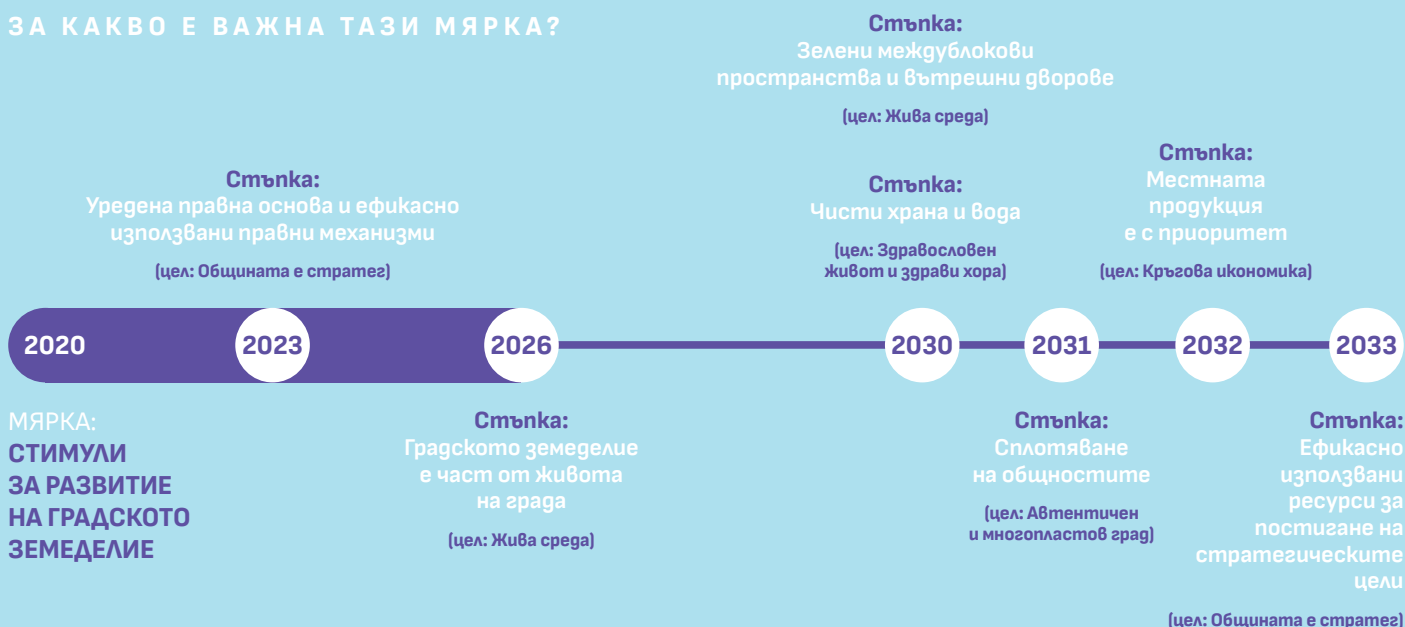 ЗА КАКВО Е ВАЖНА ТАЗИ МЯРКА?
Стъпка:
Зелени междублокови
пространства и вътрешни дворове
(цел: Жива среда)
Стъпка:
Уредена правна основа и ефикасно
използвани правни механизми
(цел: Общината е стратег)
Стъпка:
Чисти храна и вода
(цел: Здравословен
живот и здрави хора)
Стъпка:
Местната
продукция
е с приоритет
(цел: Кръгова икономика)
2020
2023
2026
2030
2031
2032
2033
МЯРКА:
СТИМУЛИ
ЗА РАЗВИТИЕ
НА ГРАДСКОТО
ЗЕМЕДЕЛИЕ
Стъпка:
Градското земеделие
е част от живота
на града
(цел: Жива среда)
Стъпка:
Сплотяване
на общностите
(цел: Автентичен
и многопластов град)
Стъпка:
Ефикасно
използвани
ресурси за
постигане на
стратегическите
цели
(цел: Общината е стратег)